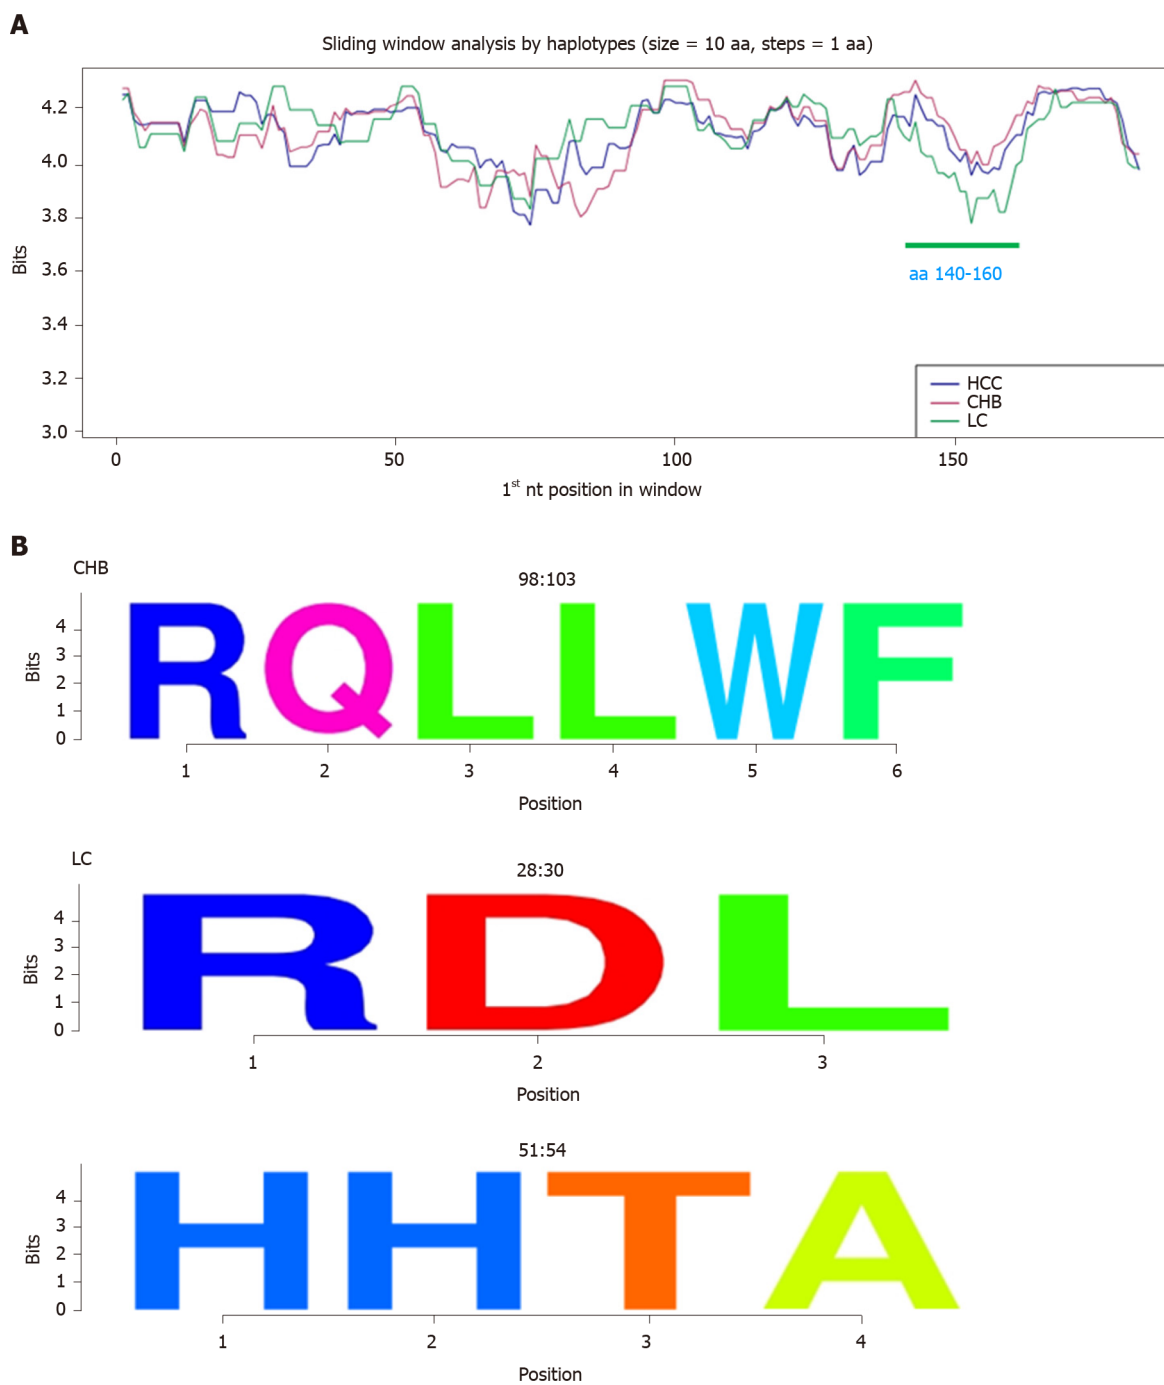 A
Sliding window analysis by haplotypes (size = 10 aa, steps = 1 aa)
4.2
4.0
3.8
3.6
3.4
3.2
3.0
Bits
aa 140-160
HCC
CHB
LC
0 50 100 150
1st nt position in window
B
CHB
98:103
4
3
2
1
0
Bits
RQLLWF
1 2 3 4 5 6
Position
LC
28:30
4
3
2
1
0
Bits
RDL
1 2 3
Position
51:54
4
3
2
1
0
Bits
HHTA
1 2 3 4
Position